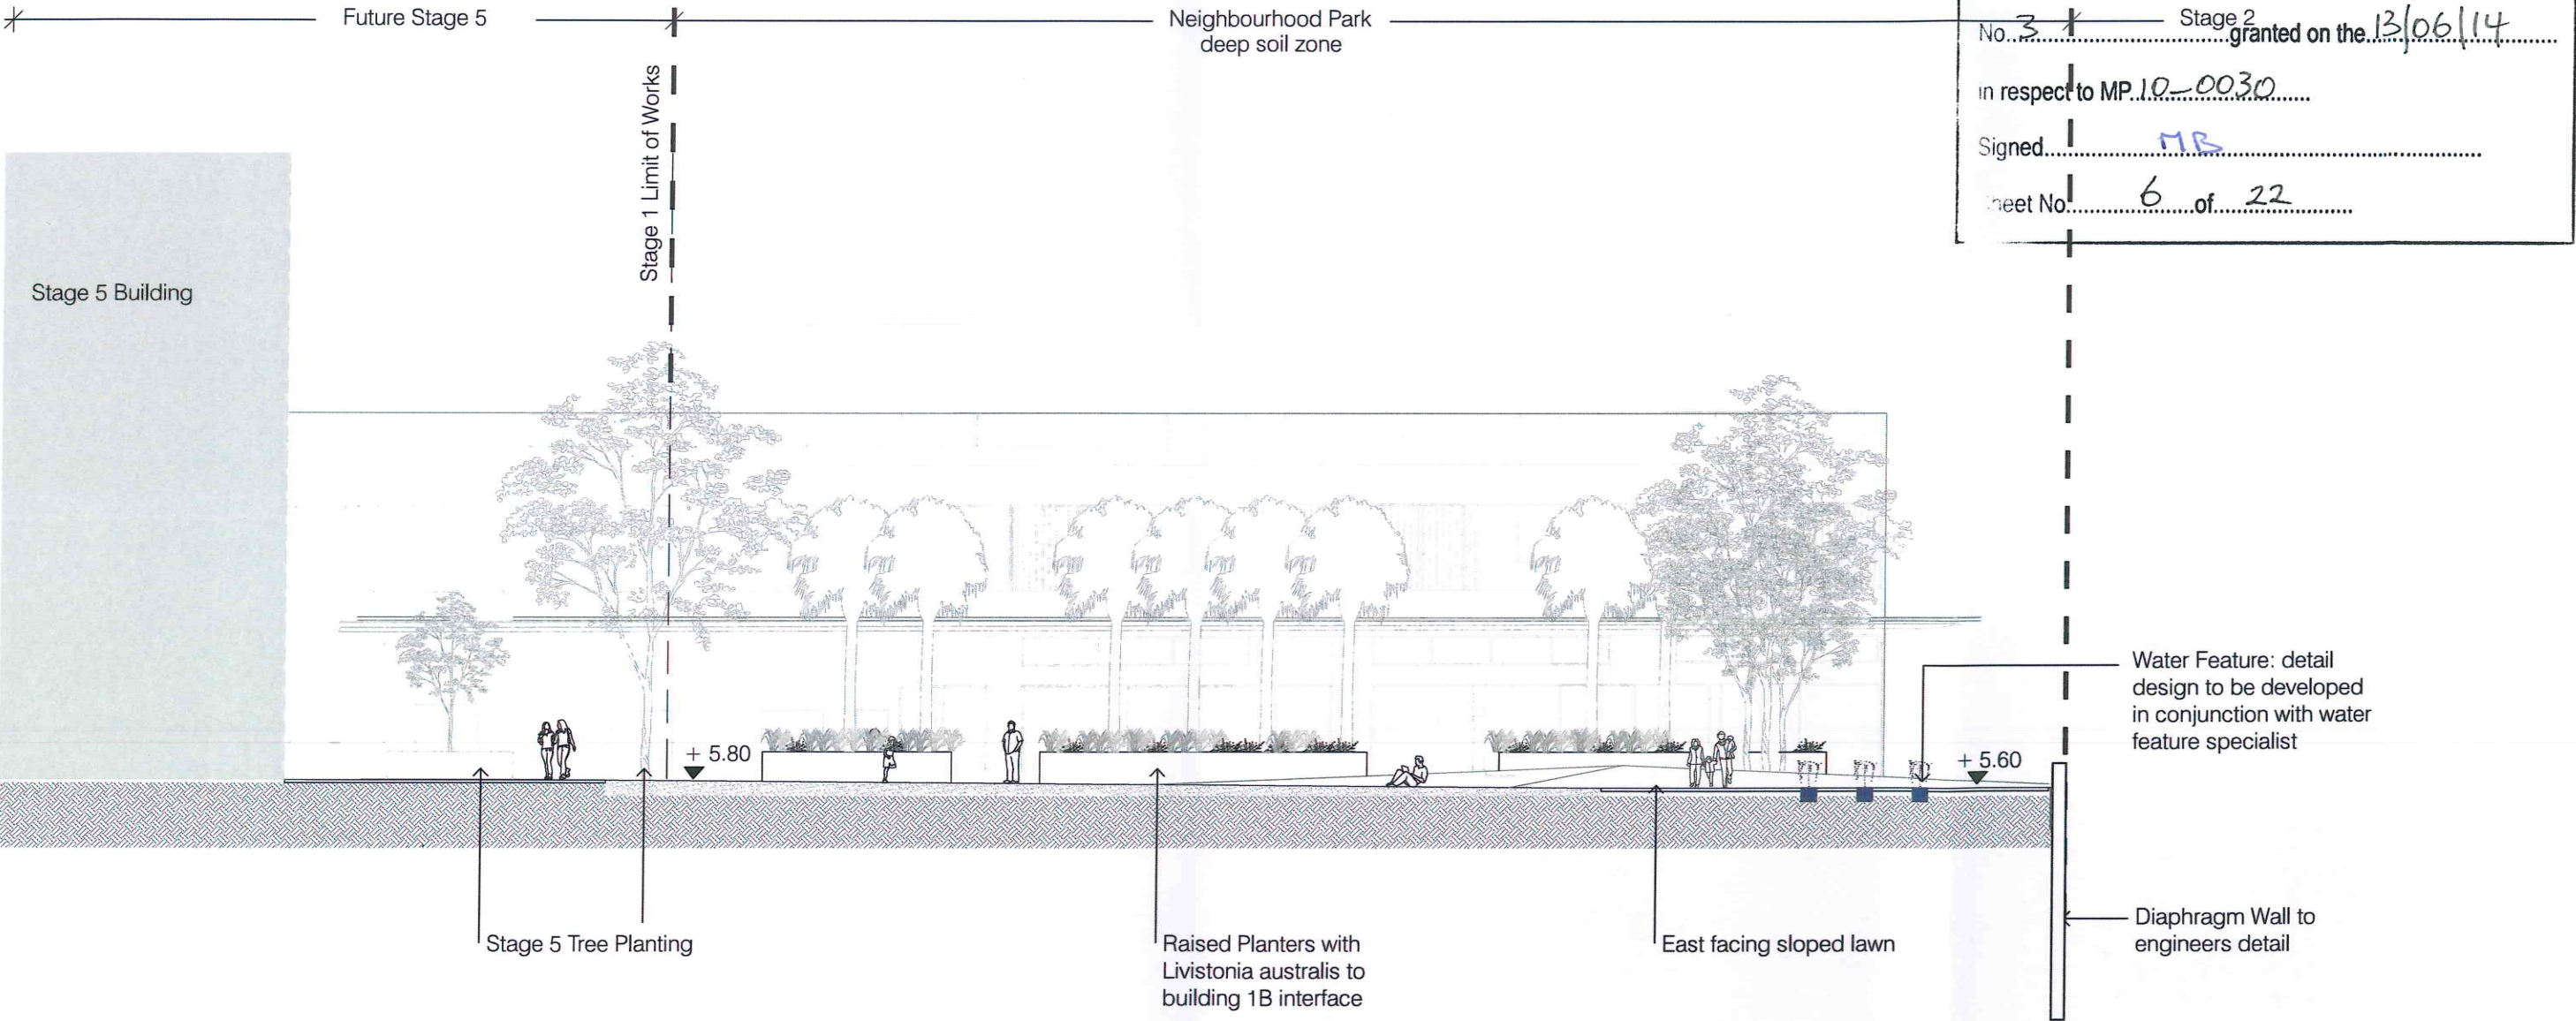 Future Stage 5
Neighbourhood Park
deep soil zone
Stage 2
No. 3 granted on the 13/06/14
in respect to MP 10-0030
Signed MB
heet No 6 of 22
Stage 1 Limit of Works
Stage 5 Building
+ 5.80
+ 5.60
Water Feature: detail
design to be developed
in conjunction with water
feature specialist
Stage 5 Tree Planting
Raised Planters with
Livistonia australis to
building 1B interface
East facing sloped lawn
Diaphragm Wall to
engineers detail